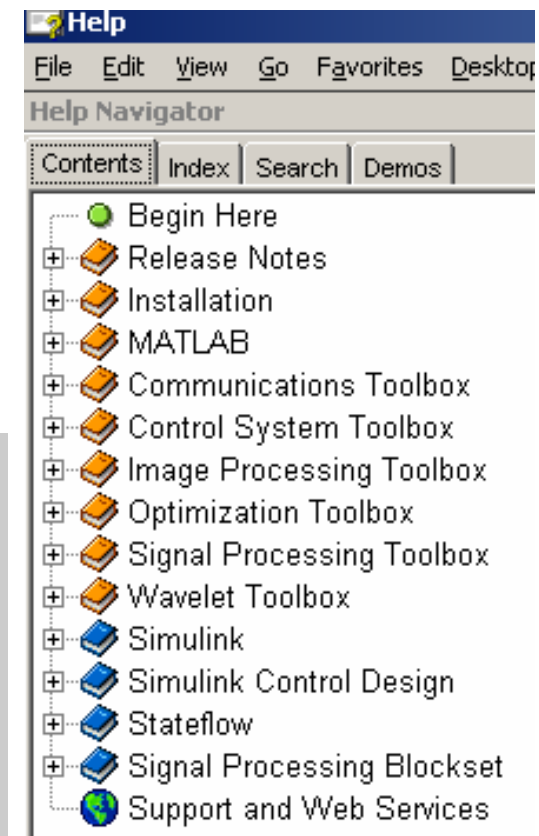 Help
File Edit View Go Favorites Desktop
Help Navigator
Contents Index Search Demos
Begin Here
Release Notes
Installation
MATLAB
Communications Toolbox
Control System Toolbox
Image Processing Toolbox
Optimization Toolbox
Signal Processing Toolbox
Wavelet Toolbox
Simulink
Simulink Control Design
Stateflow
Signal Processing Blockset
Support and Web Services